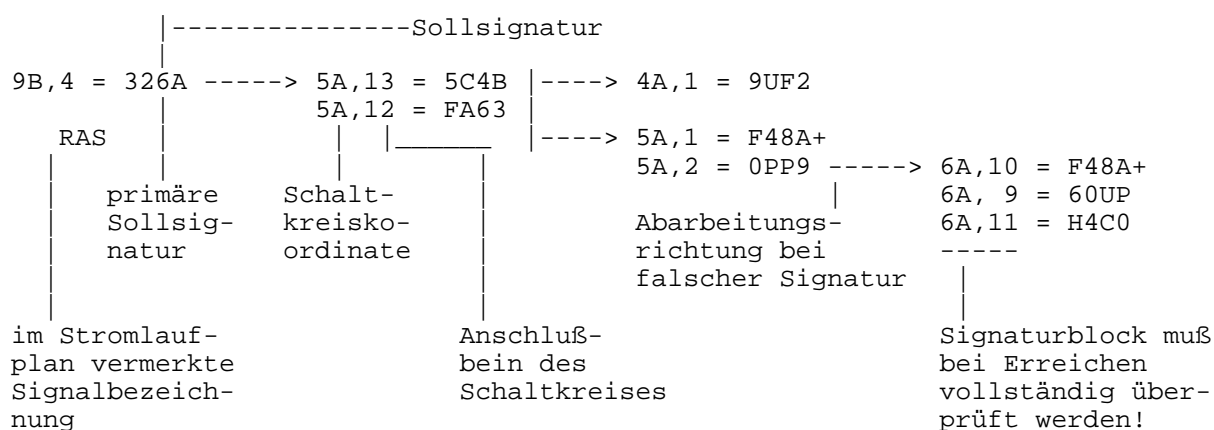 |---------------Sollsignatur
|
9B,4 = 326A -----> 5A,13 = 5C4B |----> 4A,1 = 9UF2
| 5A,12 = FA63 |
RAS | | |______ |----> 5A,1 = F48A+
| | | | 5A,2 = 0PP9 -----> 6A,10 = F48A+
| primäre Schalt- | | 6A, 9 = 60UP
| Sollsig- kreisko- | Abarbeitungs- 6A,11 = H4C0
| natur ordinate | richtung bei -----
| | falscher Signatur |
| | |
im Stromlauf- Anschluß- Signaturblock muß
plan vermerkte bein des bei Erreichen
Signalbezeich- Schaltkreises vollständig über-
nung prüft werden!